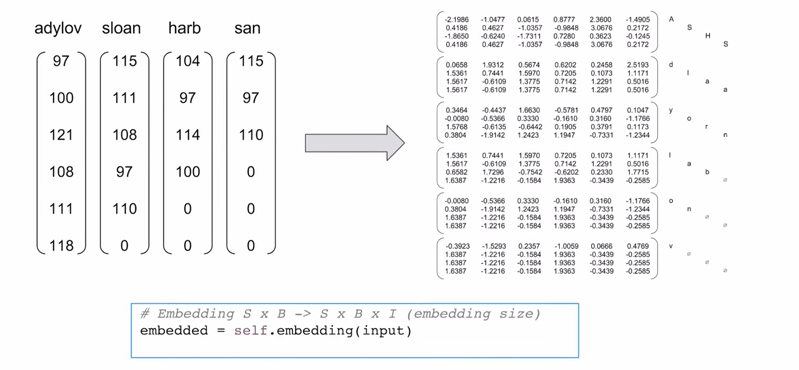 adylov sloan harb san
97 115 104 115
100 111 97 97
121 108 114 110
108 97 100 0
111 110 0 0
118 0 0 0
-2.1986 -1.0477 0.0615 0.8777 2.3600 -1.4905 A
0.4186 0.4627 -1.0357 -0.9848 3.0676 0.2172 S
-1.8650 -0.6240 -1.7311 0.7280 0.3623 -0.1245 H
0.4186 0.4627 -1.0357 -0.9848 3.0676 0.2172 S
0.0658 1.9312 0.5674 0.6202 0.2458 2.5193 d
1.5361 0.7441 1.5970 0.7205 0.1073 1.1171 l
1.5617 -0.6109 1.3775 0.7142 1.2291 0.5016 a
1.5617 -0.6109 1.3775 0.7142 1.2291 0.5016 a
0.3464 -0.4437 1.6630 -0.5781 0.4797 0.1047 y
-0.0080 -0.5366 0.3330 -0.1610 0.3160 -1.1766 o
1.5768 -0.6135 -0.6442 0.1905 0.3791 0.1173 r
0.3804 -1.9142 1.2423 1.1947 -0.7331 -1.2344 n
1.5361 0.7441 1.5970 0.7205 0.1073 1.1171 l
1.5617 -0.6109 1.3775 0.7142 1.2291 0.5016 a
0.6582 1.7296 -0.7542 -0.6202 0.2330 1.7715 b
1.6387 -1.2216 -0.1584 1.9363 -0.3439 -0.2585 ∅
-0.0080 -0.5366 0.3330 -0.1610 0.3160 -1.1766 o
0.3804 -1.9142 1.2423 1.1947 -0.7331 -1.2344 n
1.6387 -1.2216 -0.1584 1.9363 -0.3439 -0.2585 ∅
1.6387 -1.2216 -0.1584 1.9363 -0.3439 -0.2585 ∅
-0.3923 -1.5293 0.2357 -1.0059 0.0666 0.4769 v
1.6387 -1.2216 -0.1584 1.9363 -0.3439 -0.2585 ∅
1.6387 -1.2216 -0.1584 1.9363 -0.3439 -0.2585 ∅
1.6387 -1.2216 -0.1584 1.9363 -0.3439 -0.2585 ∅
# Embedding S x B -> S x B x I (embedding size)
embedded = self.embedding(input)